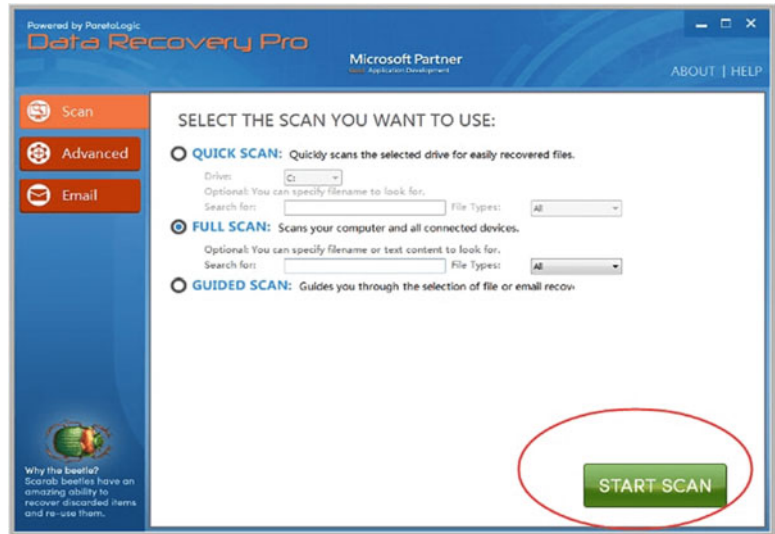 Powered by ParetoLogic
Data Recovery Pro
Microsoft Partner
Application Development
ABOUT | HELP
Scan
Advanced
Email
SELECT THE SCAN YOU WANT TO USE:
QUICK SCAN: Quickly scans the selected drive for easily recovered files.
Drive: C:
Optional: You can specify filename to look for.
Search for: File Types: All
FULL SCAN: Scans your computer and all connected devices.
Optional: You can specify filename or text content to look for.
Search for: File Types: All
GUIDED SCAN: Guides you through the selection of file or email recov
START SCAN
Why the beetle?
Scarab beetles have an
amazing ability to
recover discarded items
and re-use them.